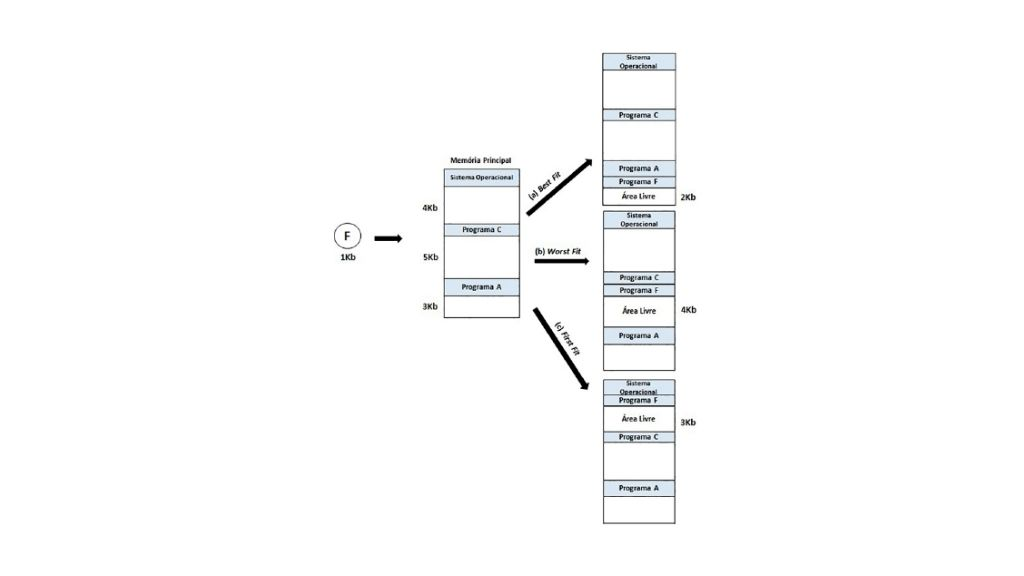 F
1Kb
Memória Principal
Sistema Operacional
4Kb
Programa C
5Kb
Programa A
3Kb
(a) Best Fit
(b) Worst Fit
(c) First Fit
Sistema
Operacional
Programa C
Programa A
Programa F
Área Livre
2Kb
Sistema
Operacional
Programa C
Programa F
Área Livre
4Kb
Programa A
Sistema
Operacional
Programa F
Área Livre
3Kb
Programa C
Programa A